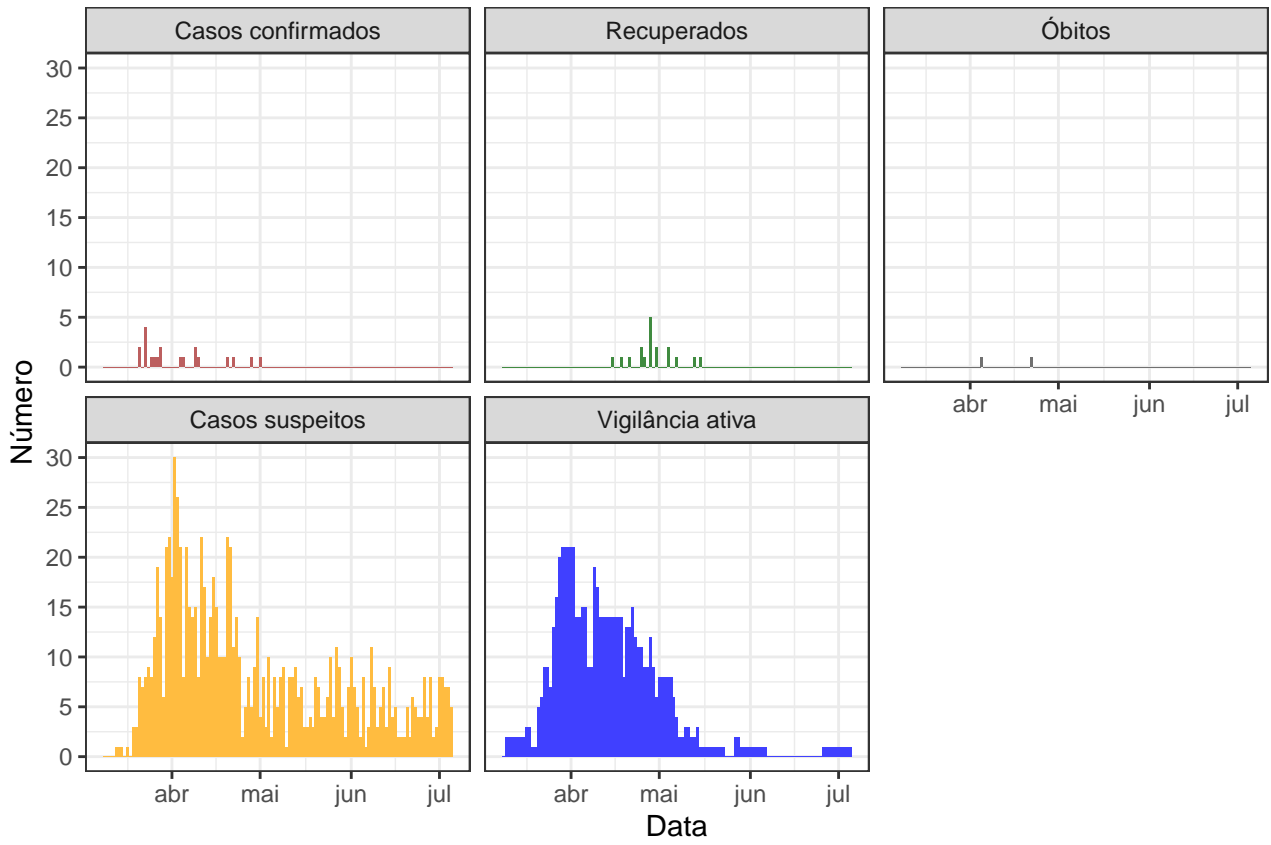 Casos confirmados
Recuperados
Óbitos
30
25
20
15
10
5
0
abr mai jun jul
Número
Casos suspeitos
Vigilância ativa
30
25
20
15
10
5
0
abr mai jun jul
abr mai jun jul
Data